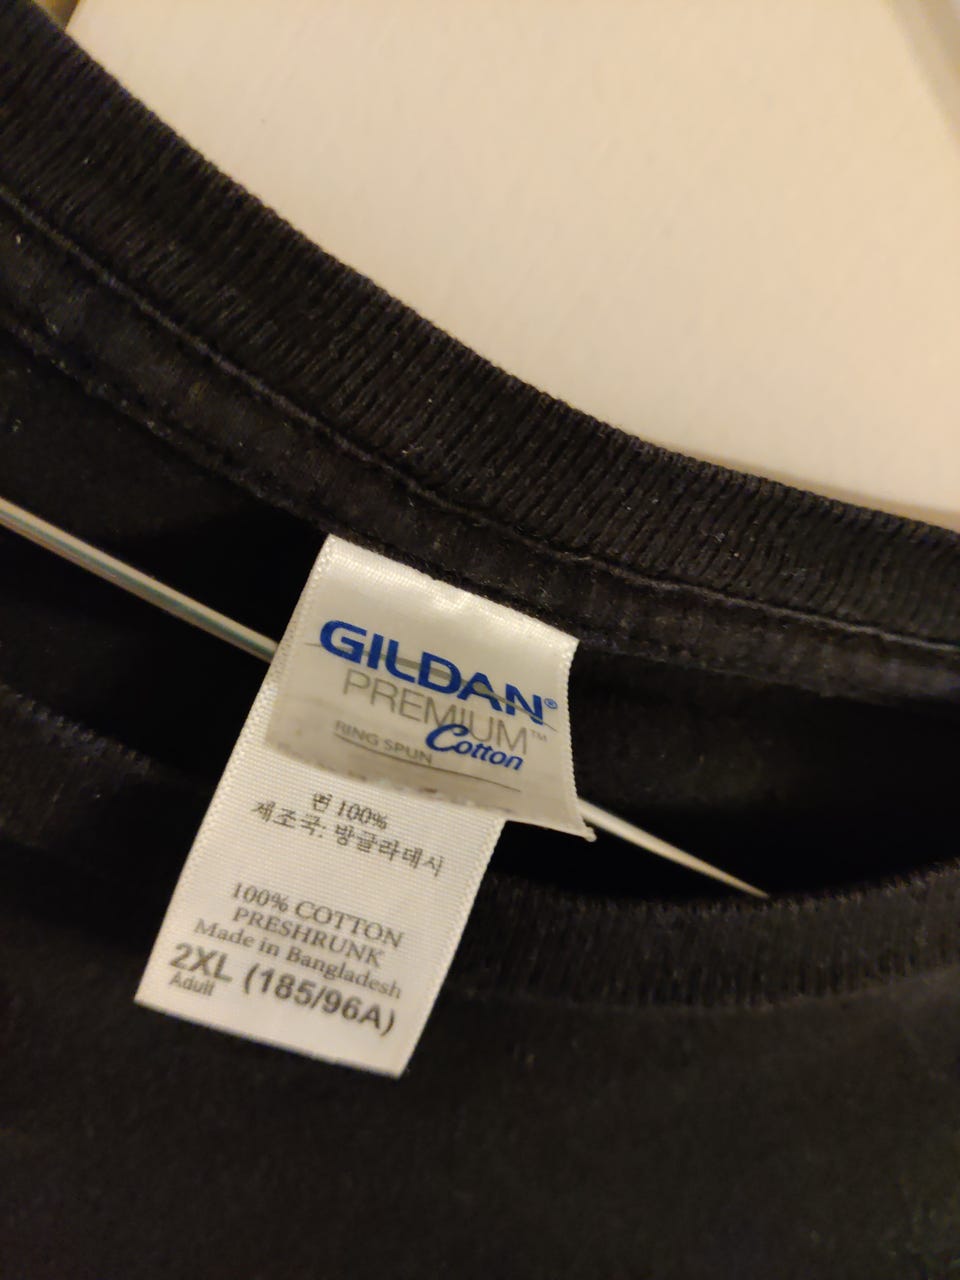 GILDAN®
PREMIUM™
RING SPUN Cotton
면 100%
제조국: 방글라데시
100% COTTON
PRESHRUNK
Made in Bangladesh
2XL (185/96A)
Adult